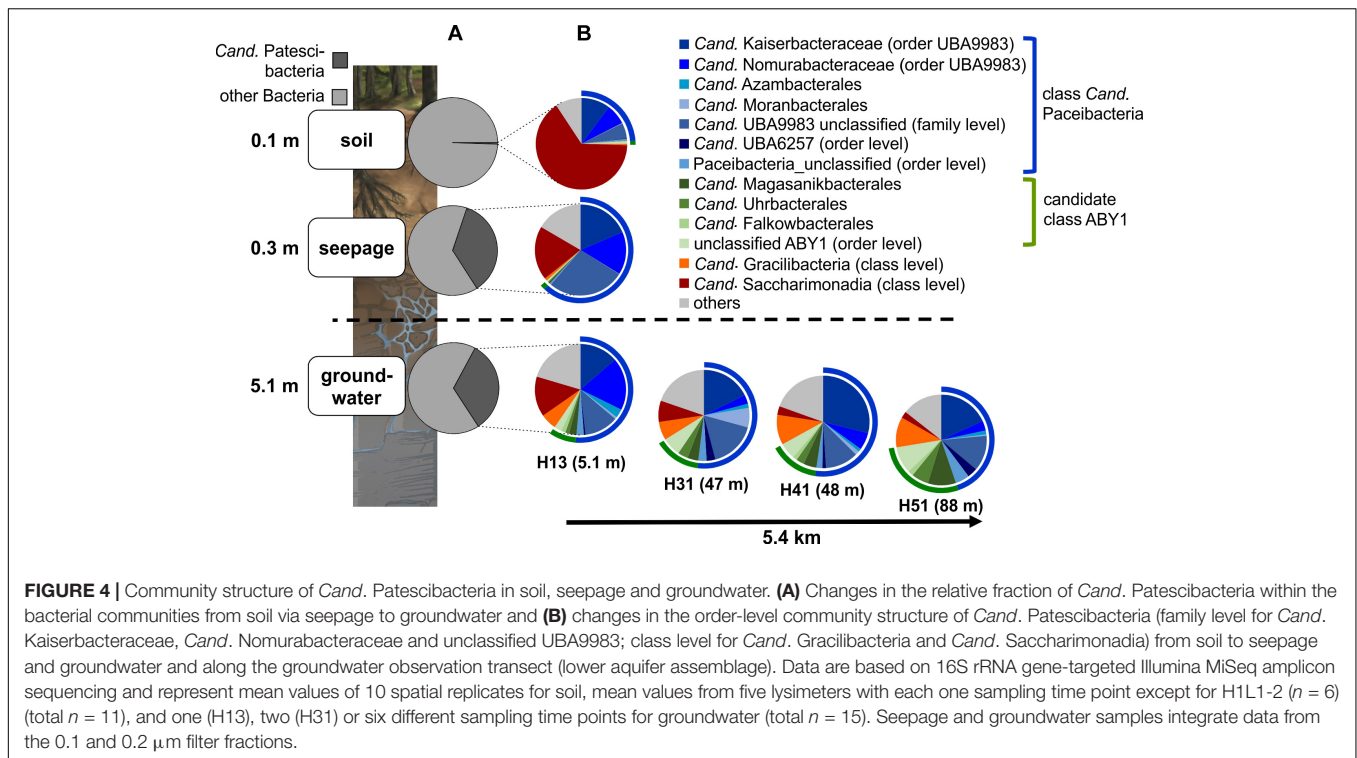 A
B
Cand. Patesci-
bacteria
other Bacteria
0.1 m
soil
0.3 m
seepage
5.1 m
ground-
water
Cand. Kaiserbacteraceae (order UBA9983)
Cand. Nomurabacteraceae (order UBA9983)
Cand. Azambacterales
Cand. Moranbacterales
Cand. UBA9983 unclassified (family level)
Cand. UBA6257 (order level)
Paceibacteria_unclassified (order level)
Cand. Magasanikbacterales
Cand. Uhrbacterales
Cand. Falkowbacterales
unclassified ABY1 (order level)
Cand. Gracilibacteria (class level)
Cand. Saccharimonadia (class level)
others
class Cand.
Paceibacteria
candidate
class ABY1
H13 (5.1 m)
H31 (47 m)
H41 (48 m)
H51 (88 m)
5.4 km
FIGURE 4 | Community structure of Cand. Patescibacteria in soil, seepage and groundwater. (A) Changes in the relative fraction of Cand. Patescibacteria within the
bacterial communities from soil via seepage to groundwater and (B) changes in the order-level community structure of Cand. Patescibacteria (family level for Cand.
Kaiserbacteraceae, Cand. Nomurabacteraceae and unclassified UBA9983; class level for Cand. Gracilibacteria and Cand. Saccharimonadia) from soil to seepage
and groundwater and along the groundwater observation transect (lower aquifer assemblage). Data are based on 16S rRNA gene-targeted Illumina MiSeq amplicon
sequencing and represent mean values of 10 spatial replicates for soil, mean values from five lysimeters with each one sampling time point except for H1L1-2 (n = 6)
(total n = 11), and one (H13), two (H31) or six different sampling time points for groundwater (total n = 15). Seepage and groundwater samples integrate data from
the 0.1 and 0.2 μm filter fractions.